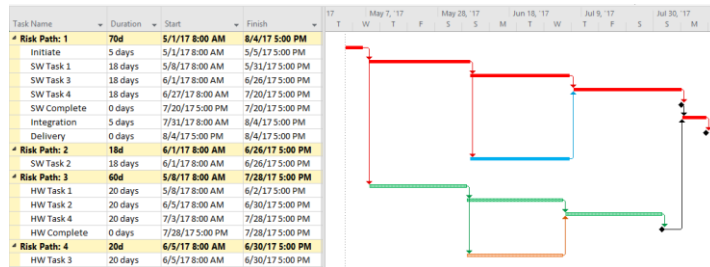 '17 May 7, '17 May 28, '17 Jun 18, '17 Jul 9, '17 Jul 30, '17
Task Name Duration Start Finish T W T F S S M T W T F S S M
Risk Path: 1 70d 5/1/17 8:00 AM 8/4/17 5:00 PM
Initiate 5 days 5/1/17 8:00 AM 5/5/17 5:00 PM
SW Task 1 18 days 5/8/17 8:00 AM 5/31/17 5:00 PM
SW Task 3 18 days 6/1/17 8:00 AM 6/26/17 5:00 PM
SW Task 4 18 days 6/27/17 8:00 AM 7/20/17 5:00 PM
SW Complete 0 days 7/20/17 5:00 PM 7/20/17 5:00 PM
Integration 5 days 7/31/17 8:00 AM 8/4/17 5:00 PM
Delivery 0 days 8/4/17 5:00 PM 8/4/17 5:00 PM
Risk Path: 2 18d 6/1/17 8:00 AM 6/26/17 5:00 PM
SW Task 2 18 days 6/1/17 8:00 AM 6/26/17 5:00 PM
Risk Path: 3 60d 5/8/17 8:00 AM 7/28/17 5:00 PM
HW Task 1 20 days 5/8/17 8:00 AM 6/2/17 5:00 PM
HW Task 2 20 days 6/5/17 8:00 AM 6/30/17 5:00 PM
HW Task 4 20 days 7/3/17 8:00 AM 7/28/17 5:00 PM
HW Complete 0 days 7/28/17 5:00 PM 7/28/17 5:00 PM
Risk Path: 4 20d 6/5/17 8:00 AM 6/30/17 5:00 PM
HW Task 3 20 days 6/5/17 8:00 AM 6/30/17 5:00 PM